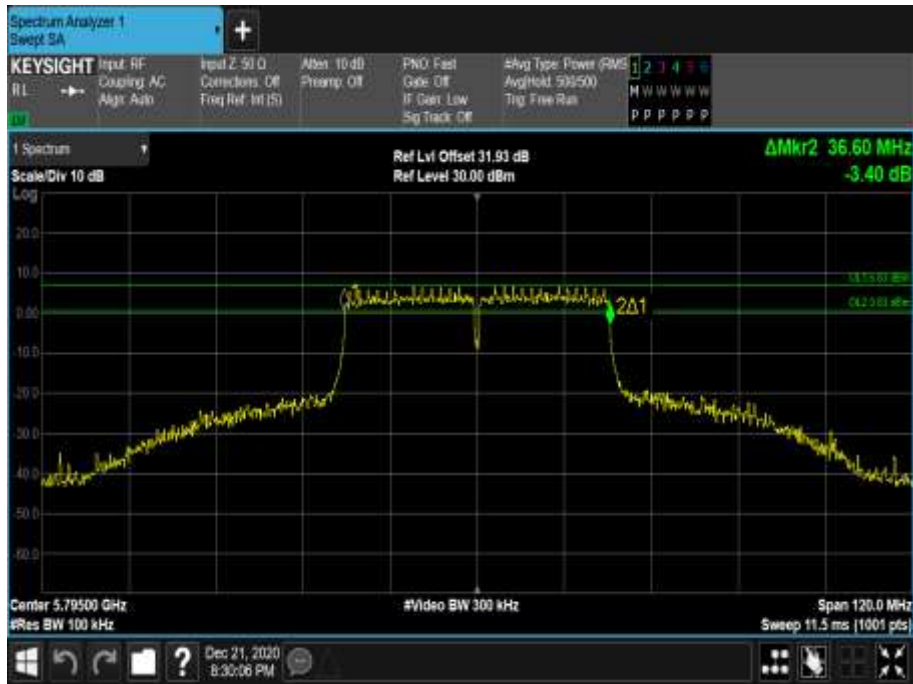 Spectrum Analyzer 1
Swept SA
+
KEYSIGHT
RL
Input: RF
Coupling: AC
Align: Auto
Input Z: 50 Ω
Corrections: Off
Freq Ref: Int (S)
Atten: 10 dB
Preamp: Off
PNO: Fast
Gate: Off
IF Gain: Low
Sig Track: Off
#Avg Type: Power (RMS
Avg|Hold: 500/500
Trig: Free Run
1 2 3 4 5 6
M W W W W W
P P P P P P
1 Spectrum
Scale/Div 10 dB
Log
Ref Lvl Offset 31.93 dB
Ref Level 30.00 dBm
ΔMkr2 36.60 MHz
-3.40 dB
20.0
10.0
0.00
-10.0
-20.0
-30.0
-40.0
-50.0
-60.0
2Δ1
Center 5.79500 GHz
#Res BW 100 kHz
#Video BW 300 kHz
Span 120.0 MHz
Sweep 11.5 ms (1001 pts)
?
Dec 21, 2020
8:30:06 PM